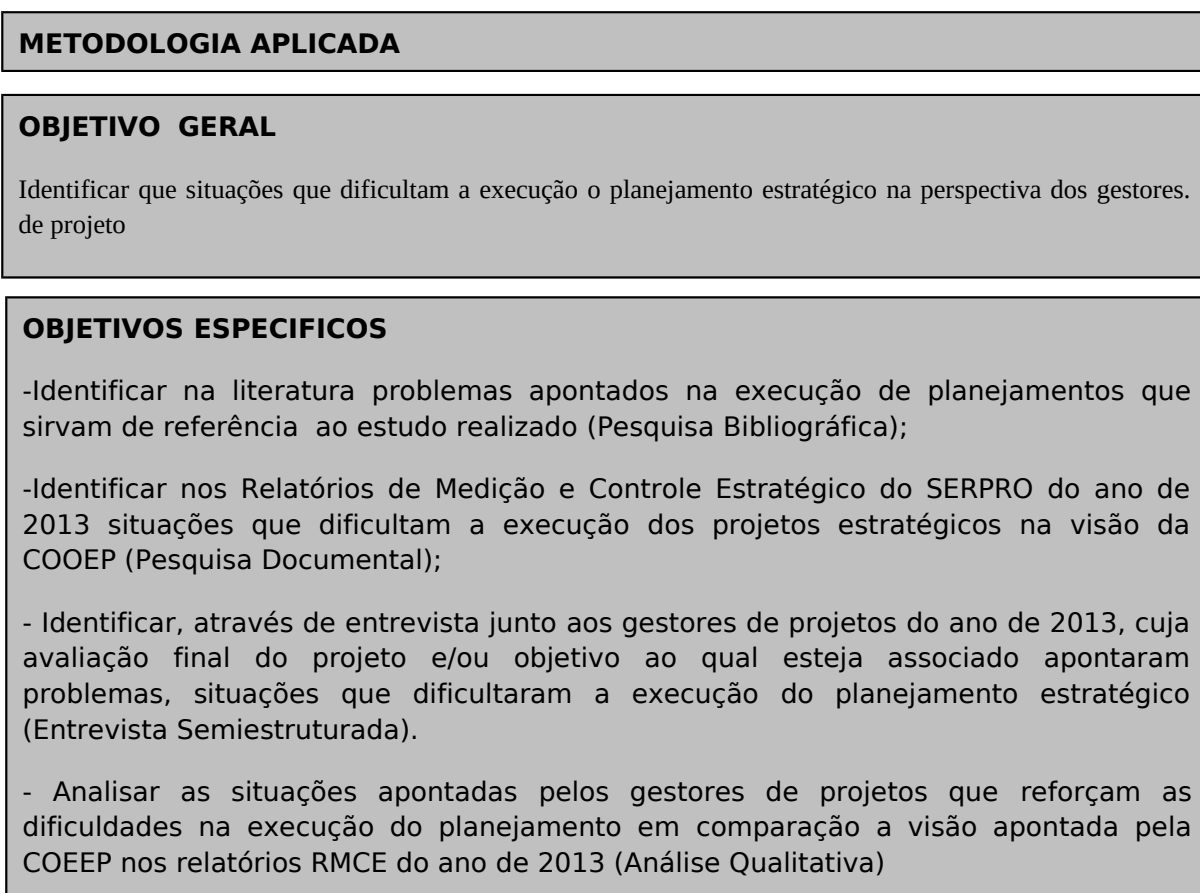 METODOLOGIA APLICADA
OBJETIVO  GERAL
Identificar que situações que dificultam a execução o planejamento estratégico na perspectiva dos gestores.
de projeto
OBJETIVOS ESPECIFICOS
-Identificar na literatura problemas apontados na execução de planejamentos que
sirvam de referência  ao estudo realizado (Pesquisa Bibliográfica);
-Identificar nos Relatórios de Medição e Controle Estratégico do SERPRO do ano de
2013 situações que dificultam a execução dos projetos estratégicos na visão da
COOEP (Pesquisa Documental);
- Identificar, através de entrevista junto aos gestores de projetos do ano de 2013, cuja
avaliação final do projeto e/ou objetivo ao qual esteja associado apontaram
problemas, situações que dificultaram a execução do planejamento estratégico
(Entrevista Semiestruturada).
- Analisar as situações apontadas pelos gestores de projetos que reforçam as
dificuldades na execução do planejamento em comparação a visão apontada pela
COEEP nos relatórios RMCE do ano de 2013 (Análise Qualitativa)